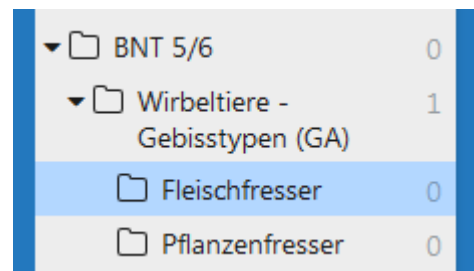 BNT 5/6 0
Wirbeltiere - 1
Gebisstypen (GA)
Fleischfresser 0
Pflanzenfresser 0